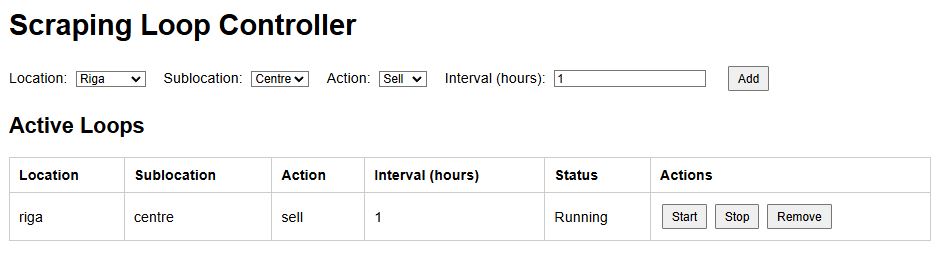 Scraping Loop Controller
Location: Riga Sublocation: Centre Action: Sell Interval (hours): 1 Add
Active Loops
Location Sublocation Action Interval (hours) Status Actions
riga centre sell 1 Running Start Stop Remove